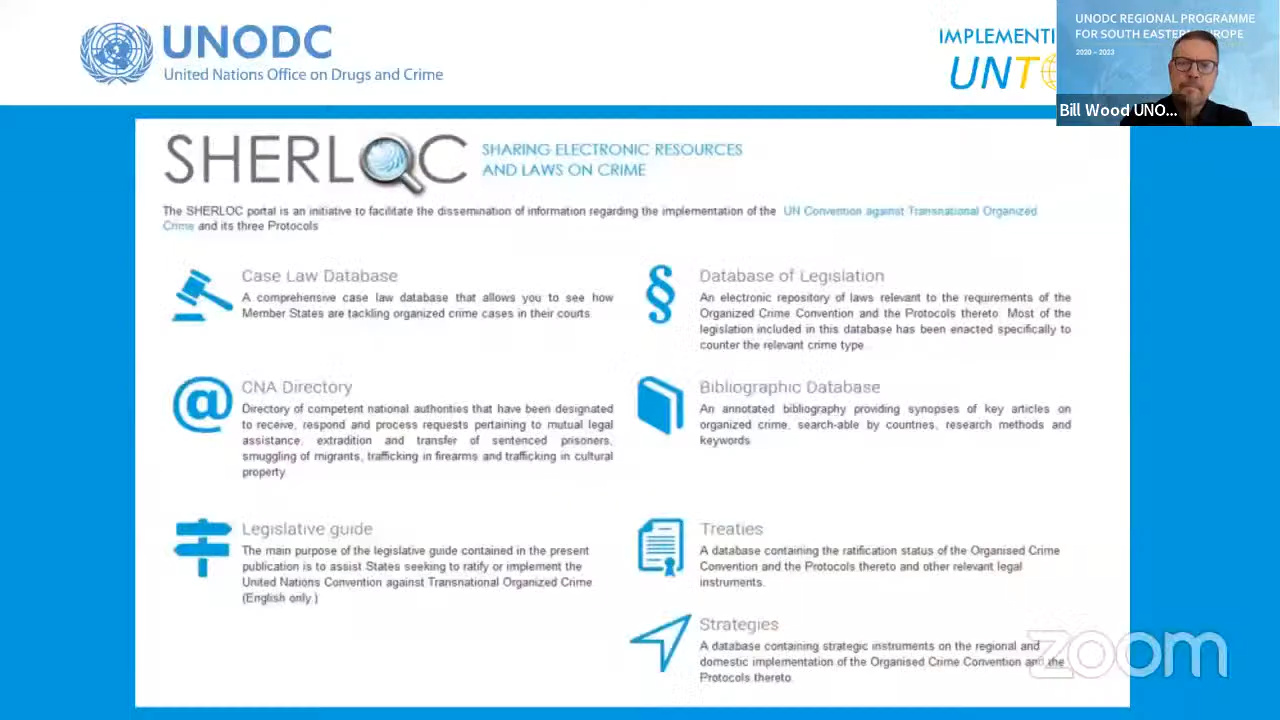 UNODC
United Nations Office on Drugs and Crime
IMPLEMENTI
UNT
UNODC REGIONAL PROGRAMME
FOR SOUTH EASTERN EUROPE
2020 – 2023
Bill Wood UNO...
SHERLOC
SHARING ELECTRONIC RESOURCES
AND LAWS ON CRIME
The SHERLOC portal is an initiative to facilitate the dissemination of information regarding the implementation of the UN Convention against Transnational Organized
Crime and its three Protocols
Case Law Database
A comprehensive case law database that allows you to see how
Member States are tackling organized crime cases in their courts
Database of Legislation
An electronic repository of laws relevant to the requirements of the
Organized Crime Convention and the Protocols thereto. Most of the
legislation included in this database has been enacted specifically to
counter the relevant crime type.
CNA Directory
Directory of competent national authorities that have been designated
to receive, respond and process requests pertaining to mutual legal
assistance, extradition and transfer of sentenced prisoners,
smuggling of migrants, trafficking in firearms and trafficking in cultural
property
Bibliographic Database
An annotated bibliography providing synopses of key articles on
organized crime, search-able by countries, research methods and
keywords
Legislative guide
The main purpose of the legislative guide contained in the present
publication is to assist States seeking to ratify or implement the
United Nations Convention against Transnational Organized Crime
(English only.)
Treaties
A database containing the ratification status of the Organised Crime
Convention and the Protocols thereto and other relevant legal
instruments.
Strategies
A database containing strategic instruments on the regional and
domestic implementation of the Organised Crime Convention and the
Protocols thereto.
zoom